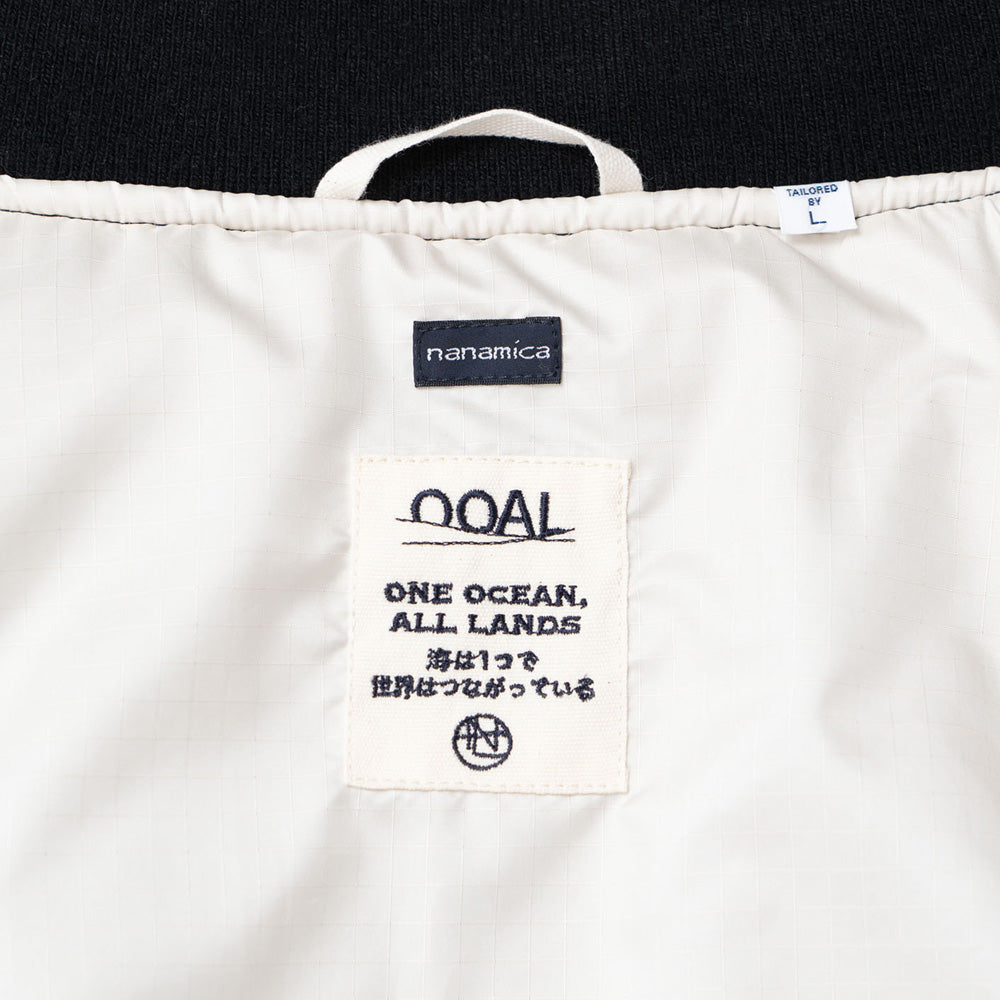 TAILORED
BY
L
nanamica
OOAL
ONE OCEAN,
ALL LANDS
海は1つで
世界はつながっている